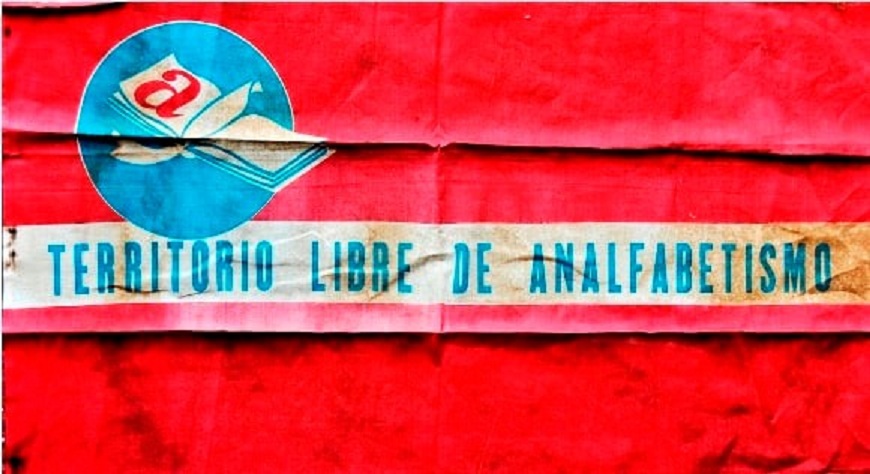 a
TERRITORIO LIBRE DE ANALFABETISMO